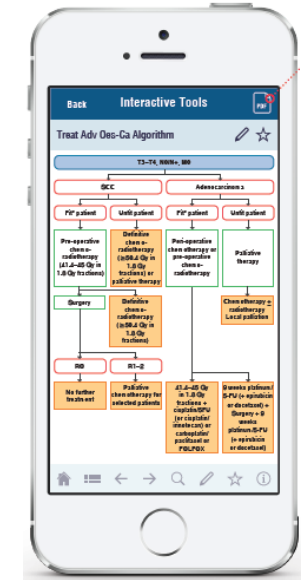 Back
Interactive Tools
PDF
Treat Adv Oes-Ca Algorithm
T3–T4, N0/N+, M0
SCC
Adenocarcinoma
Fit* patient
Unfit patient
Fit* patient
Unfit patient
Pre-operative
chemo-
radiotherapy
(41.4–45 Gy in
1.8 Gy fractions)
Definitive
chemo-
radiotherapy
(≥50.4 Gy in
1.8 Gy
fractions) or
palliative therapy
Peri-operative
chemotherapy or
pre-operative
chemo-
radiotherapy
Palliative
therapy
Surgery
Definitive
chemo-
radiotherapy
(≥50.4 Gy in
1.8 Gy
fractions)
Chemotherapy ±
radiotherapy
Local palliation
R0
R1–2
No further
treatment
Palliative
chemotherapy for
selected patients
41.4–45 Gy
in 1.8 Gy
fractions +
cisplatin/5FU
(or cisplatin/
irinotecan) or
carboplatin/
paclitaxel or
FOLFOX
9 weeks platinum/
5-FU (+ epirubicin
or docetaxel) +
Surgery + 9
weeks
platinum/5-FU
(+ epirubicin
or docetaxel)